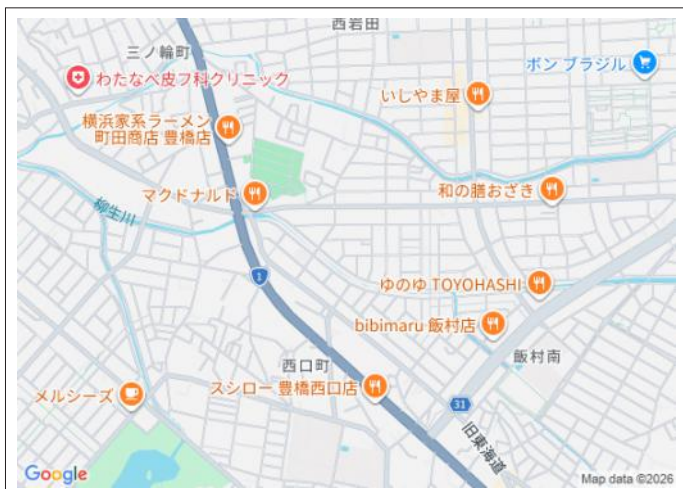 西岩田
三ノ輪町
わたなべ皮フ科クリニック
ボン ブラジル
いしやま屋
横浜家系ラーメン
町田商店 豊橋店
マクドナルド
和の膳おざき
柳生川
1
ゆのゆ TOYOHASHI
bibimaru 飯村店
飯村南
西口町
スシロー 豊橋西口店
メルシーズ
31
旧東海道
Google
Map data ©2026